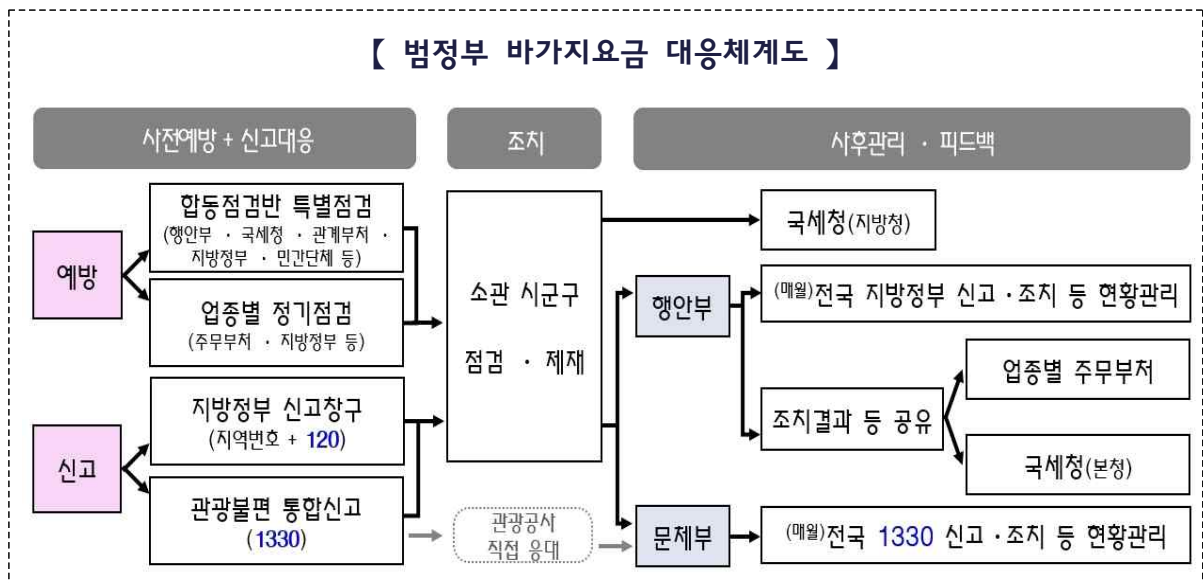 【 범정부 바가지요금 대응체계도 】
사전예방 + 신고대응
조치
사후관리 · 피드백
예방
합동점검반 특별점검
(행안부 · 국세청 · 관계부처 ·
지방정부 · 민간단체 등)
업종별 정기점검
(주무부처 · 지방정부 등)
신고
지방정부 신고창구
(지역번호 + 120)
관광불편 통합신고
(1330)
소관 시군구
점검 · 제재
관광공사
직접 응대
국세청(지방청)
행안부
(매월)전국 지방정부 신고·조치 등 현황관리
조치결과 등 공유
업종별 주무부처
국세청(본청)
문체부
(매월)전국 1330 신고·조치 등 현황관리